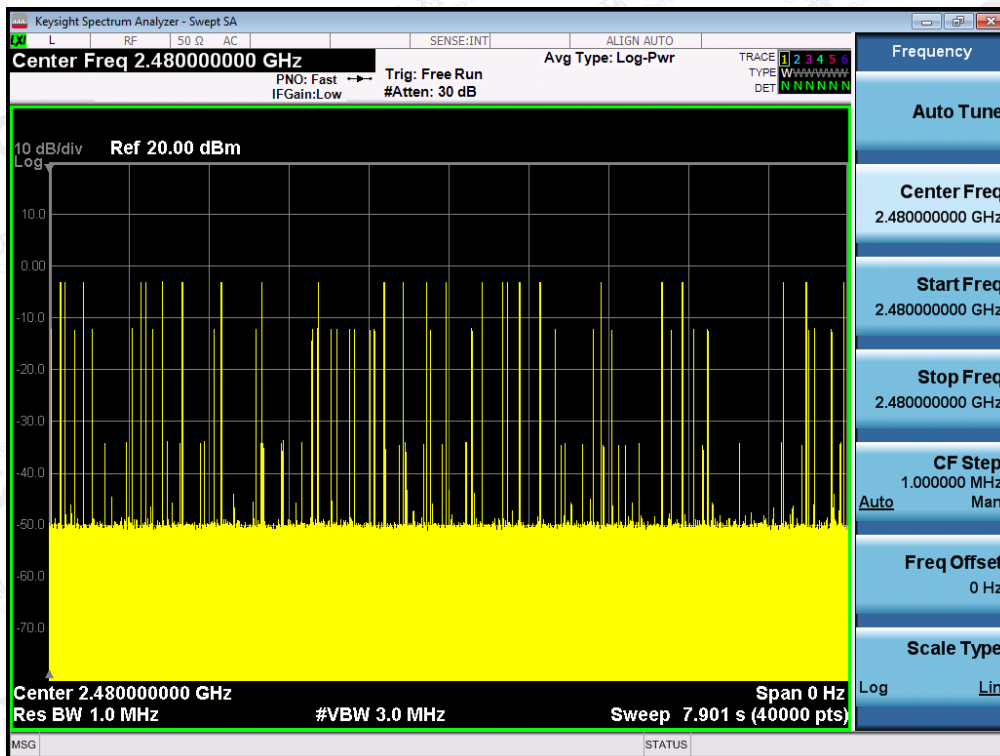 Keysight Spectrum Analyzer - Swept SA
LXI L RF 50 Ω AC SENSE:INT ALIGN AUTO
Center Freq 2.480000000 GHz
PNO: Fast
IFGain:Low
Trig: Free Run
#Atten: 30 dB
Avg Type: Log-Pwr
TRACE 1 2 3 4 5 6
TYPE W
DET N N N N N N
10 dB/div Ref 20.00 dBm
Log
10.0
0.00
-10.0
-20.0
-30.0
-40.0
-50.0
-60.0
-70.0
Center 2.480000000 GHz Span 0 Hz
Res BW 1.0 MHz #VBW 3.0 MHz Sweep 7.901 s (40000 pts)
MSG STATUS
Frequency
Auto Tune
Center Freq
2.480000000 GHz
Start Freq
2.480000000 GHz
Stop Freq
2.480000000 GHz
CF Step
1.000000 MHz
Auto Man
Freq Offset
0 Hz
Scale Type
Log Lin